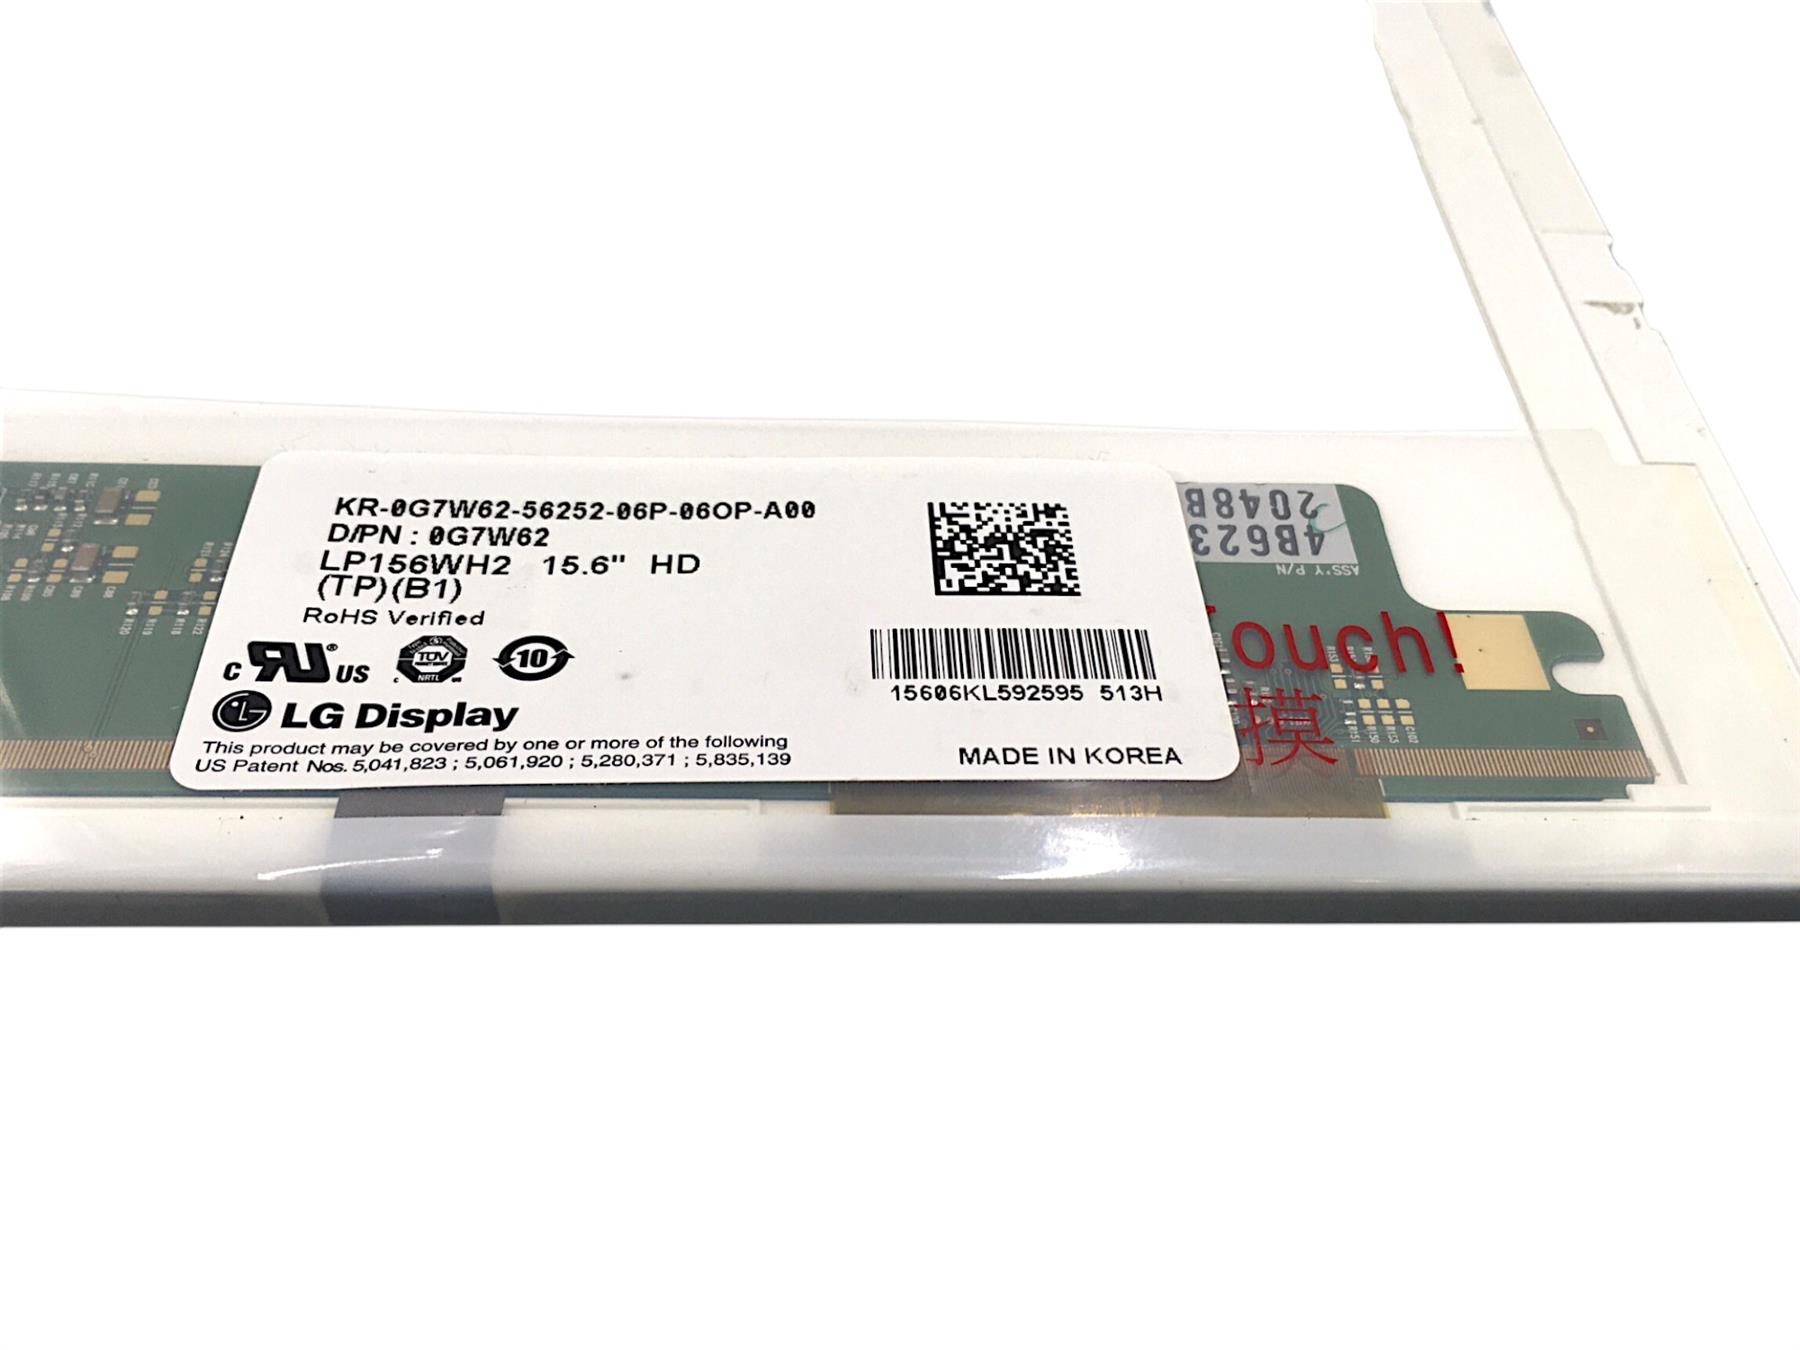 KR-0G7W62-56252-06P-06OP-A00
D/PN : 0G7W62
LP156WH2 15.6" HD
(TP)(B1)
RoHS Verified
c RU ® US
TÜV
NRTL
10
LG Display
This product may be covered by one or more of the following
US Patent Nos. 5,041,823 ; 5,061,920 ; 5,280,371 ; 5,835,139
15606KL592595 513H
MADE IN KOREA
2048B
4B623
ASS'Y P/N
ouch!
摸